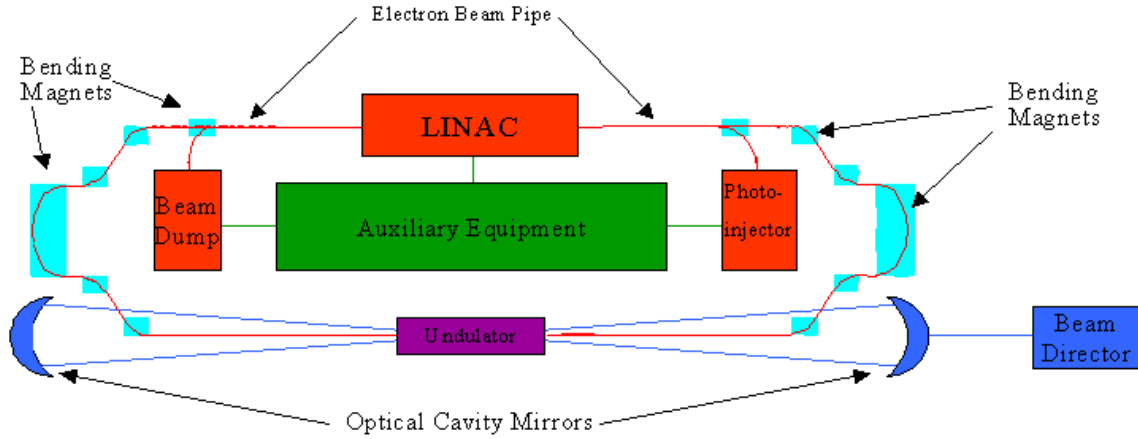 Electron Beam Pipe
Bending
Magnets
Bending
Magnets
LINAC
Beam
Dump
Auxiliary Equipment
Photo-
injector
Undulator
Beam
Director
Optical Cavity Mirrors